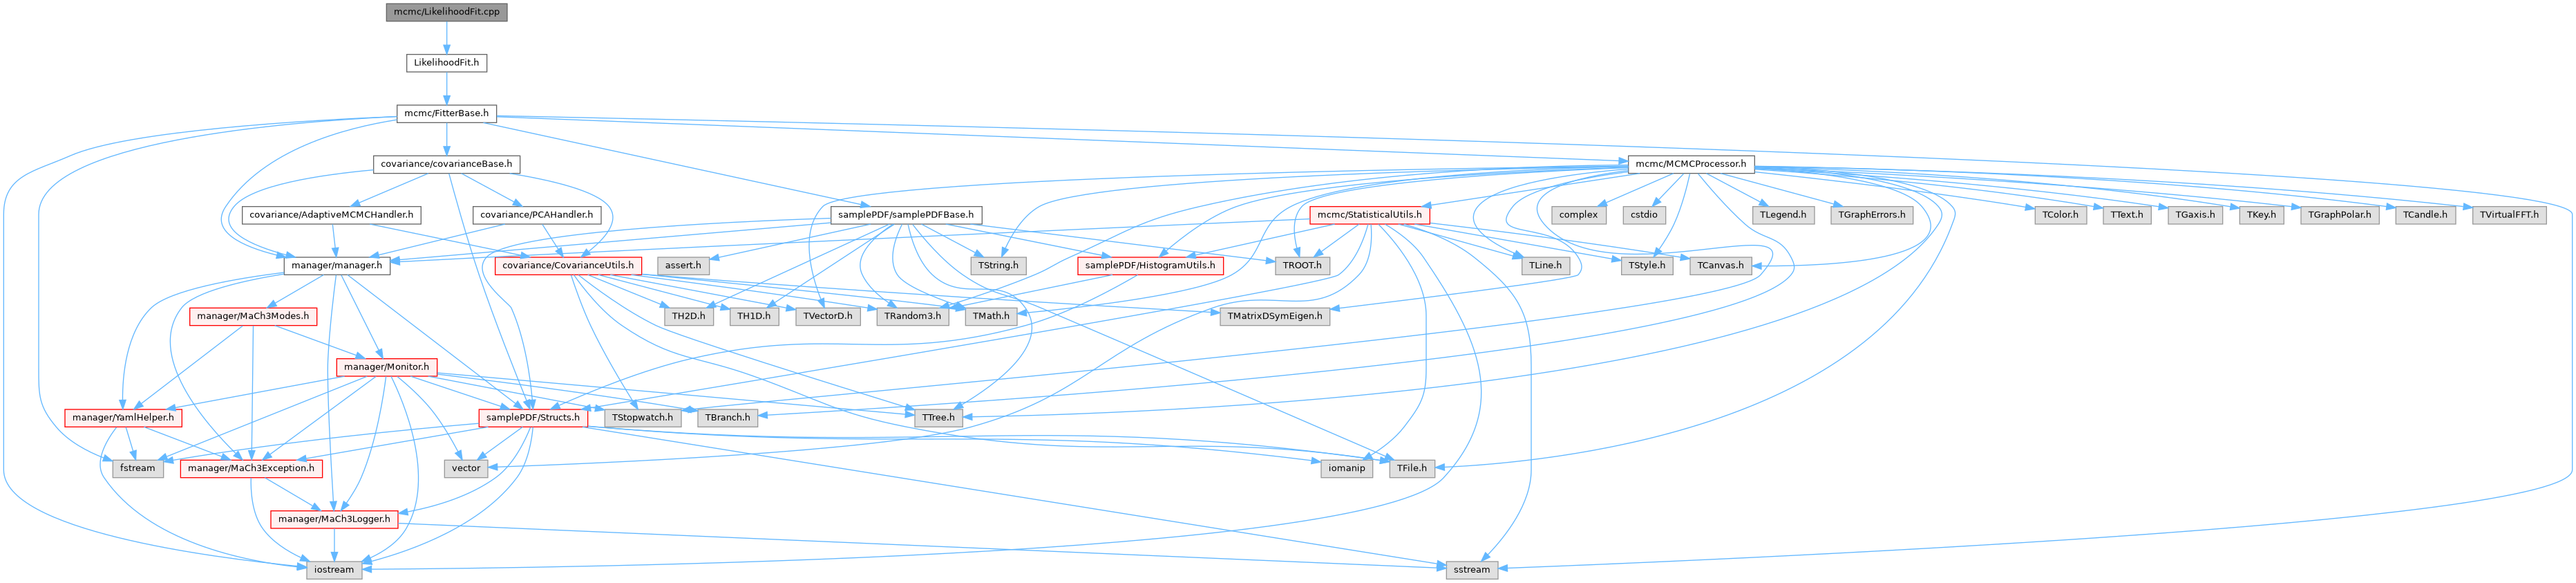 mcmc/LikelihoodFit.cpp
LikelihoodFit.h
mcmc/FitterBase.h
covariance/covarianceBase.h
mcmc/MCMCProcessor.h
covariance/AdaptiveMCMCHandler.h
covariance/PCAHandler.h
samplePDF/samplePDFBase.h
mcmc/StatisticalUtils.h
complex
cstdio
TLegend.h
TGraphErrors.h
TColor.h
TText.h
TGaxis.h
TKey.h
TGraphPolar.h
TCandle.h
TVirtualFFT.h
manager/manager.h
covariance/CovarianceUtils.h
assert.h
TString.h
samplePDF/HistogramUtils.h
TROOT.h
TLine.h
TStyle.h
TCanvas.h
manager/MaCh3Modes.h
TH2D.h
TH1D.h
TVectorD.h
TRandom3.h
TMath.h
TMatrixDSymEigen.h
manager/Monitor.h
manager/YamlHelper.h
samplePDF/Structs.h
TStopwatch.h
TBranch.h
TTree.h
fstream
manager/MaCh3Exception.h
vector
iomanip
TFile.h
manager/MaCh3Logger.h
iostream
sstream